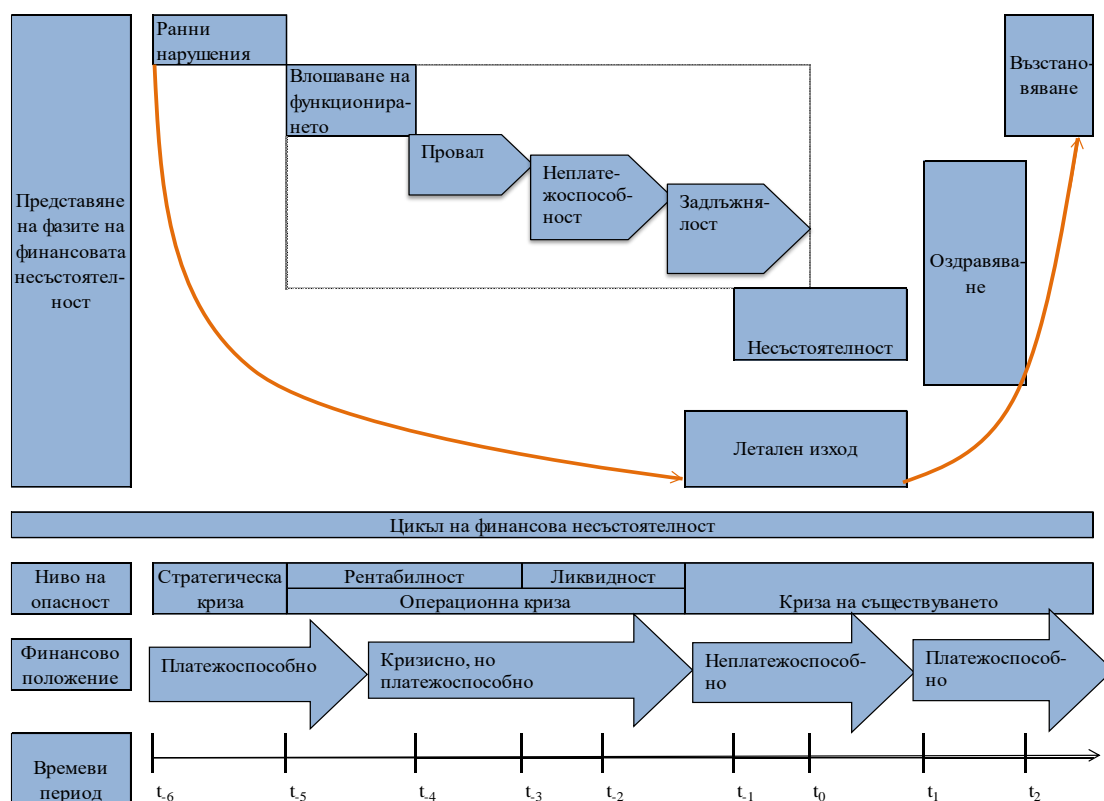 Представяне
на фазите на
финансовата
несъстоятел-
ност
Ранни
нарушения
Влошаване на
функционира-
нето
Провал
Неплате-
жоспособ-
ност
Задлъжня-
лост
Несъстоятелност
Летален изход
Оздравява-
не
Възстано-
вяване
Цикъл на финансова несъстоятелност
Ниво на
опасност
Стратегическа
криза
Рентабилност
Ликвидност
Операционна криза
Криза на съществуването
Финансово
положение
Платежоспособно
Кризисно, но
платежоспособно
Неплатежоспособ-
но
Платежоспособ-
но
Времеви
период
t-6 t-5 t-4 t-3 t-2 t-1 t0 t1 t2